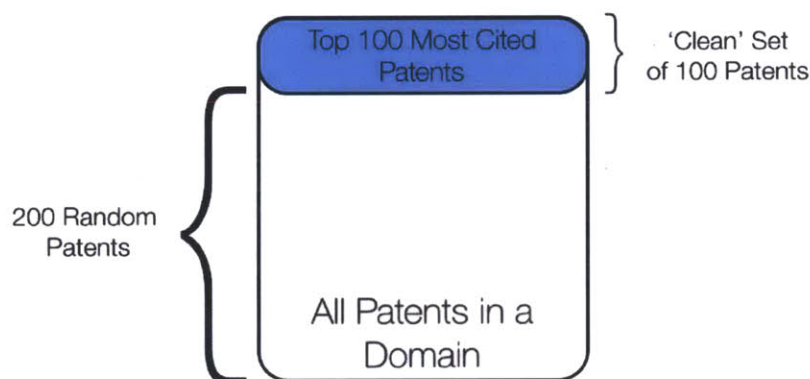 Top 100 Most Cited
Patents
‘Clean’ Set
of 100 Patents
200 Random
Patents
All Patents in a
Domain